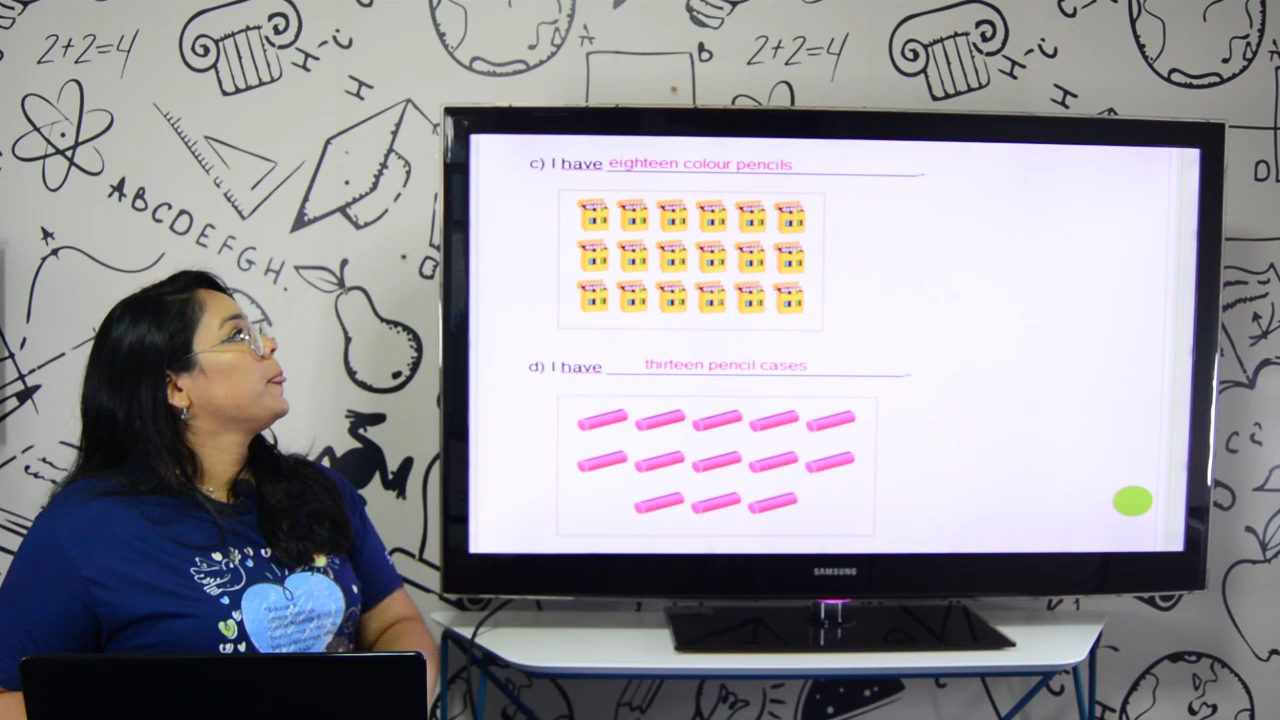 2+2=4
H-C
H
A
B
2+2=4
H-C
H
D
ABCDEFGH.
c) I have eighteen colour pencils
d) I have thirteen pencil cases
SAMSUNG